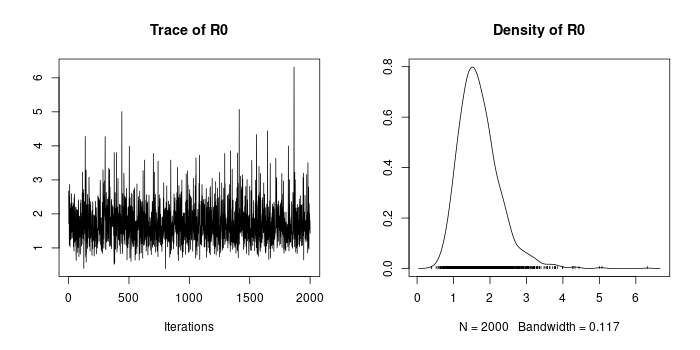 Trace of R0
6
5
4
3
2
1
0 500 1000 1500 2000
Iterations
Density of R0
0.8
0.6
0.4
0.2
0.0
0 1 2 3 4 5 6
N = 2000 Bandwidth = 0.117